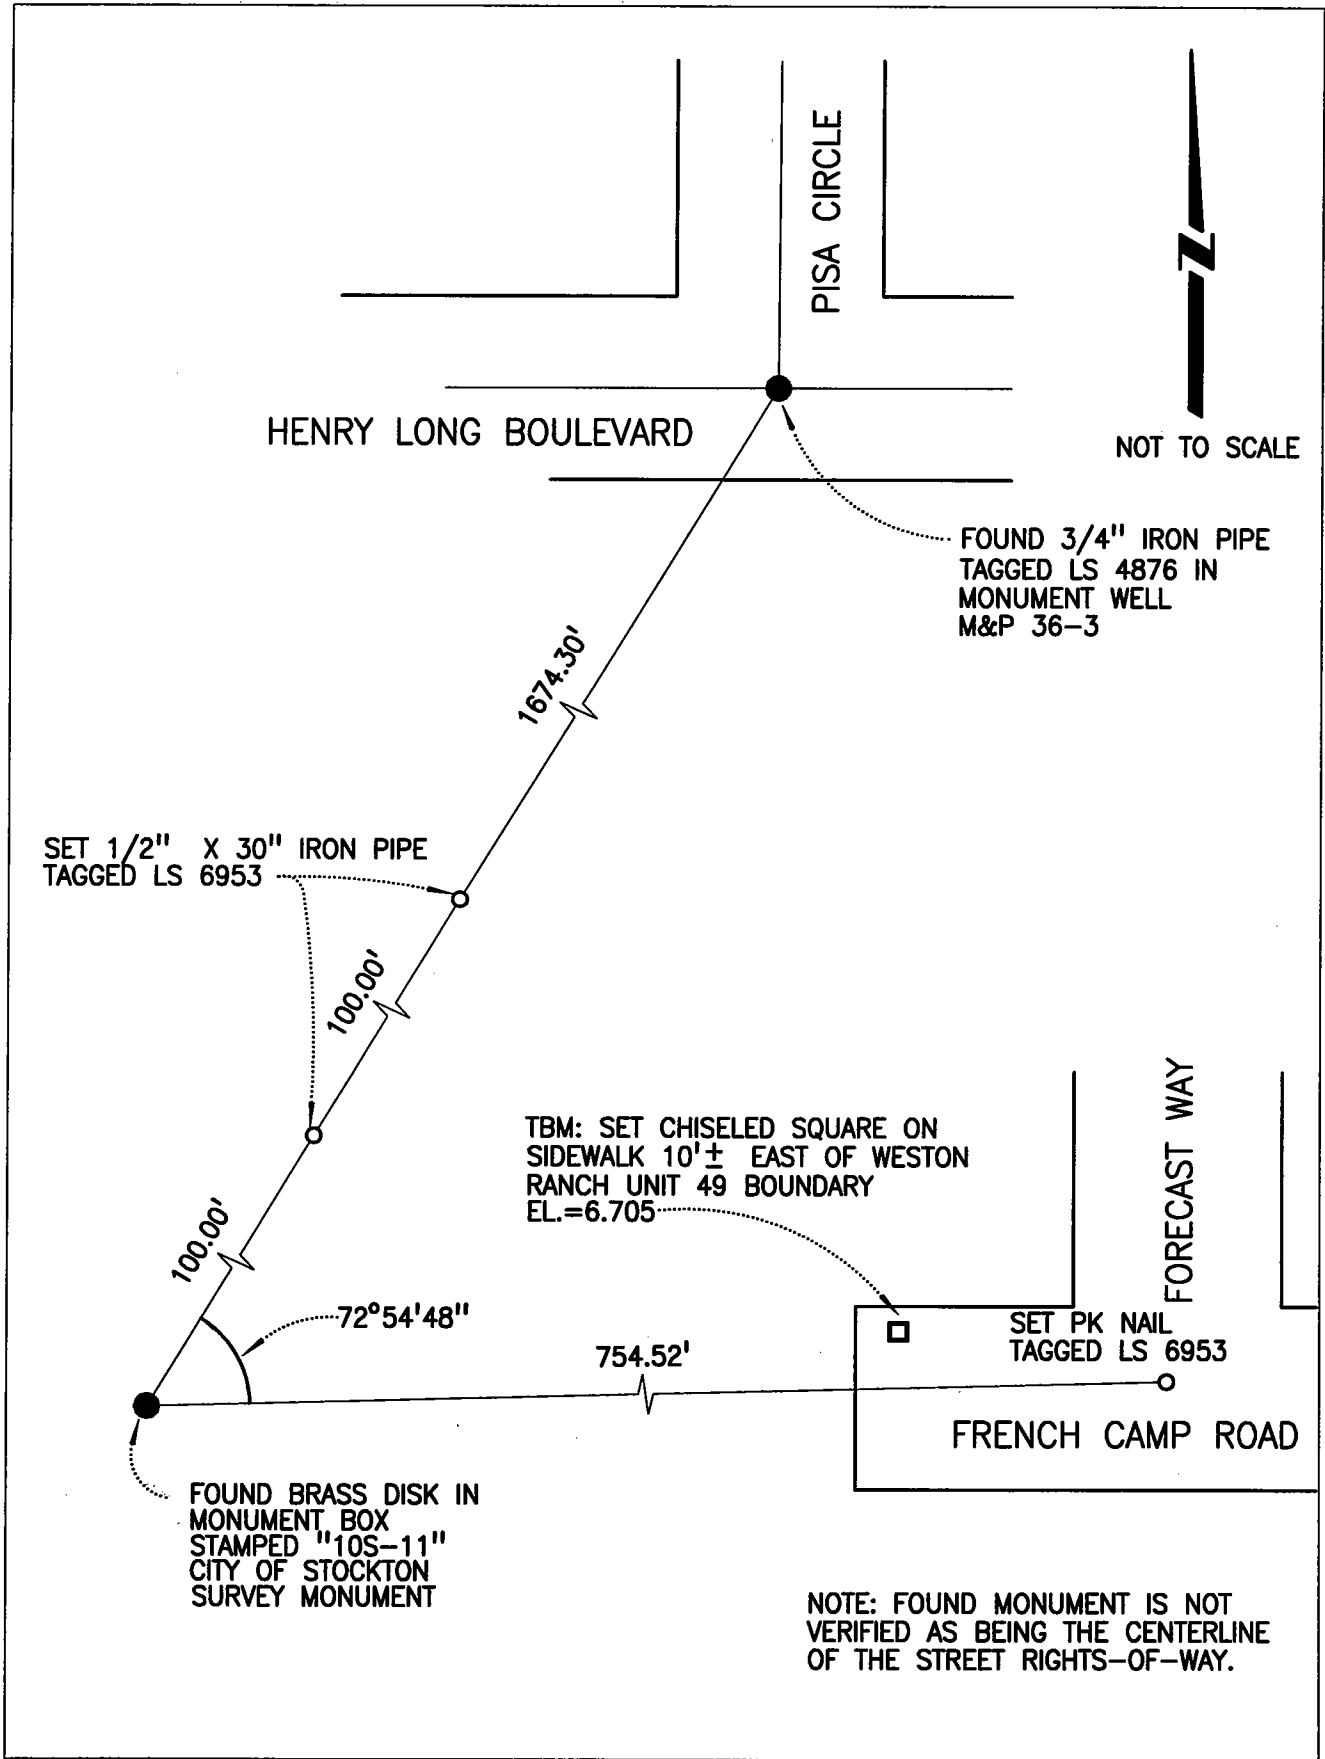 PISA CIRCLE
N
HENRY LONG BOULEVARD
NOT TO SCALE
FOUND 3/4" IRON PIPE
TAGGED LS 4876 IN
MONUMENT WELL
M&P 36-3
1674.30'
SET 1/2" X 30" IRON PIPE
TAGGED LS 6953
100.00'
TBM: SET CHISELED SQUARE ON
SIDEWALK 10'± EAST OF WESTON
RANCH UNIT 49 BOUNDARY
EL.=6.705
FORECAST WAY
100.00'
72°54'48"
754.52'
SET PK NAIL
TAGGED LS 6953
FRENCH CAMP ROAD
FOUND BRASS DISK IN
MONUMENT BOX
STAMPED "10S-11"
CITY OF STOCKTON
SURVEY MONUMENT
NOTE: FOUND MONUMENT IS NOT
VERIFIED AS BEING THE CENTERLINE
OF THE STREET RIGHTS-OF-WAY.